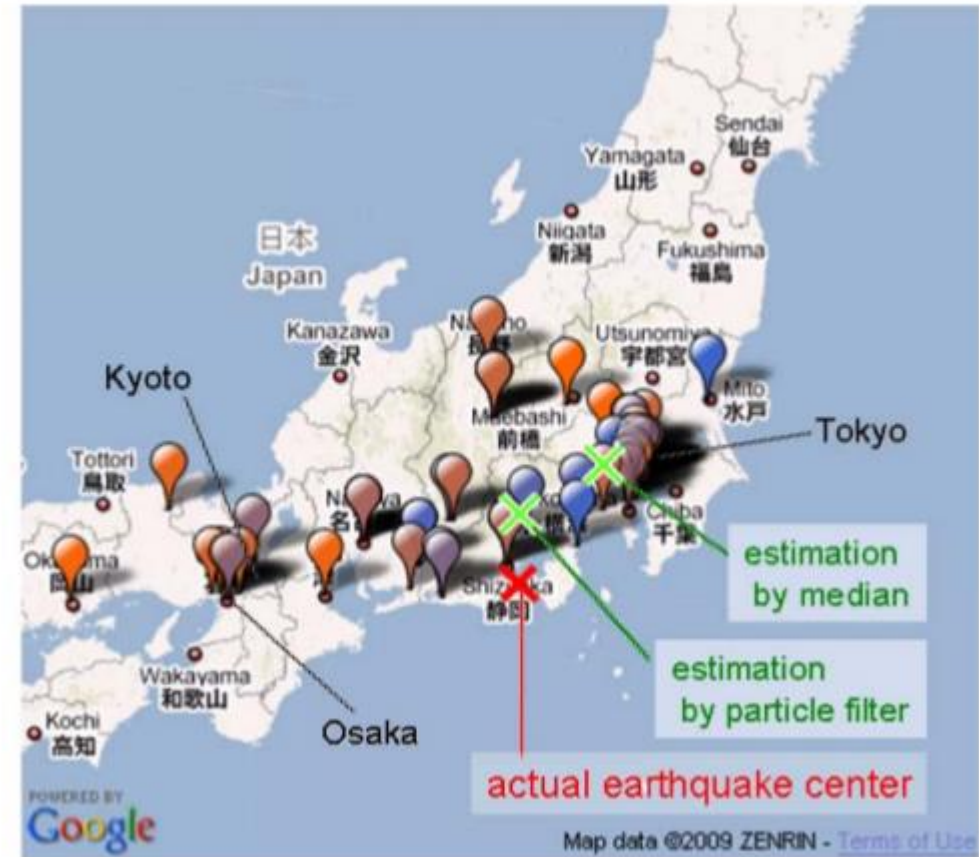 Sendai
仙台
Yamagata
山形
Niigata
新潟
Fukushima
福島
日本
Japan
Kanazawa
金沢
Utsunomiya
宇都宮
Kyoto
Mito
水戸
Maebashi
前橋
Tokyo
Tottori
鳥取
Chiba
千葉
estimation
by median
Shizuoka
静岡
Wakayama
和歌山
estimation
by particle filter
Osaka
Kochi
高知
actual earthquake center
POWERED BY
Google
Map data ©2009 ZENRIN - Terms of Use